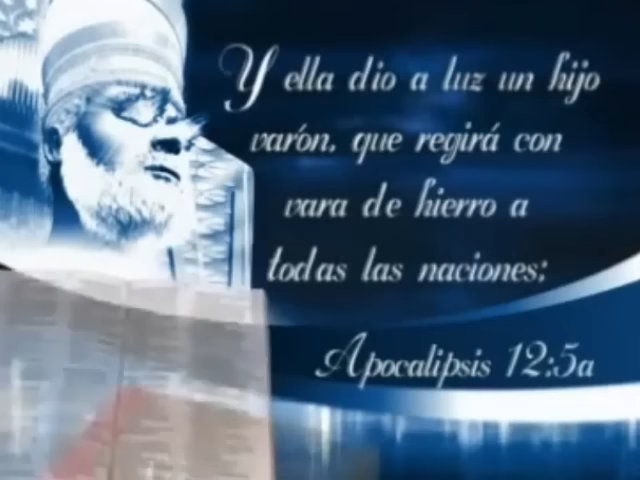 Y ella dio a luz un hijo
varón, que regirá con
vara de hierro a
todas las naciones;
Apocalipsis 12:5a